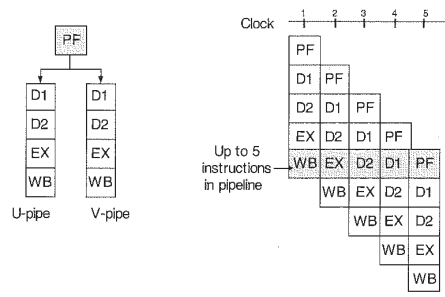 PF
D1 D1
D2 D2
EX EX
WB WB
U-pipe V-pipe
Clock 1 2 3 4 5
PF
D1 PF
D2 D1 PF
EX D2 D1 PF
Up to 5
instructions
in pipeline
WB EX D2 D1 PF
WB EX D2 D1
WB EX D2
WB EX
WB